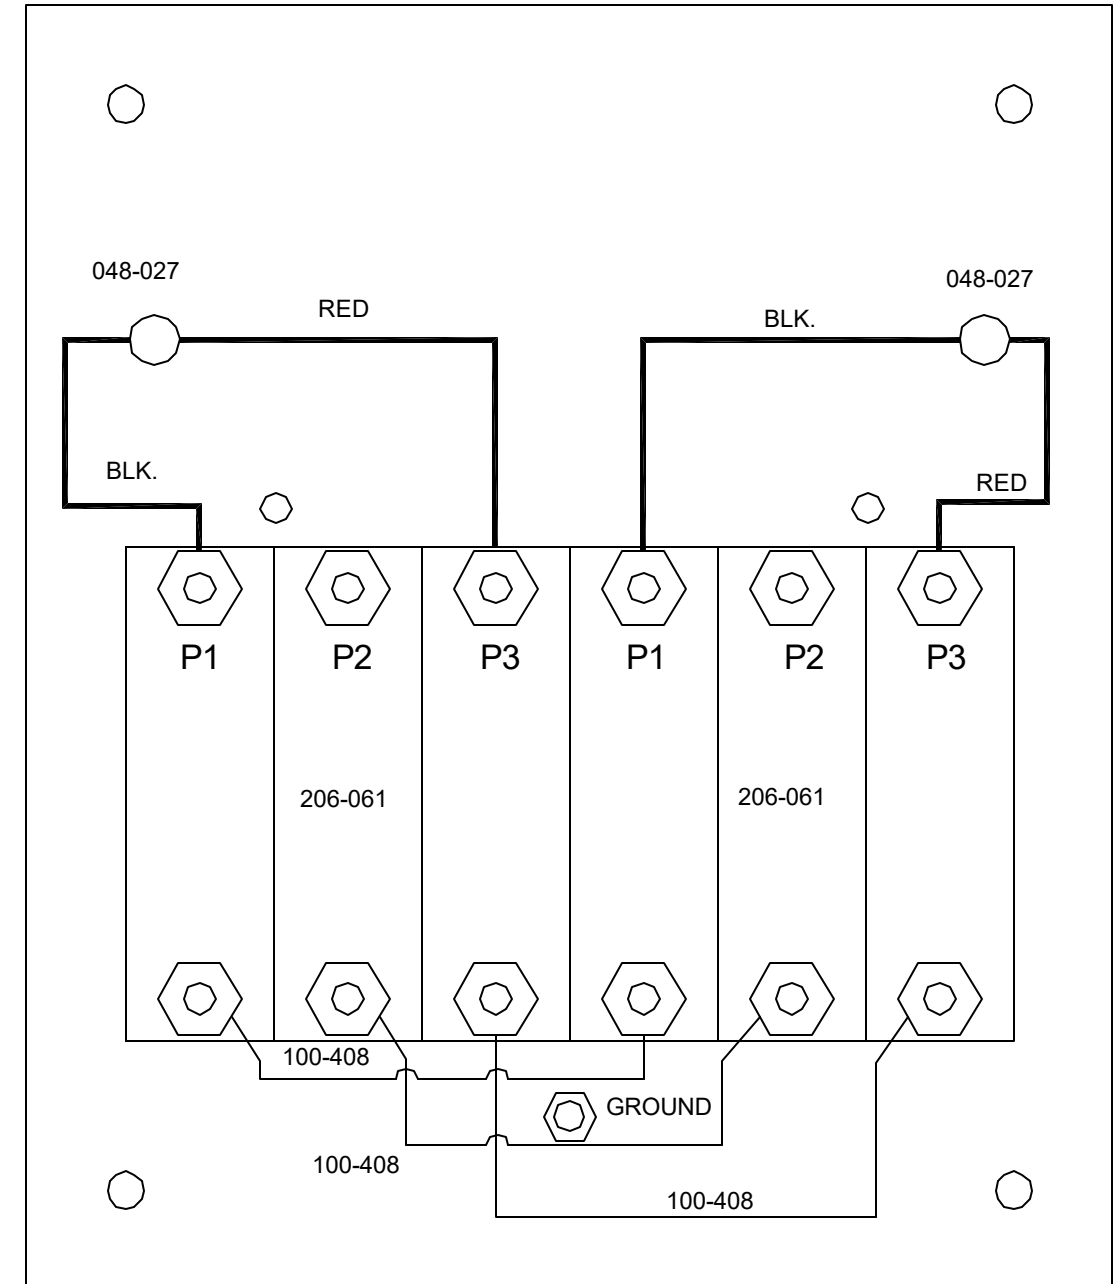 048-027
048-027
RED
BLK.
BLK.
RED
P1
P2
P3
P1
P2
P3
206-061
206-061
100-408
GROUND
100-408
100-408